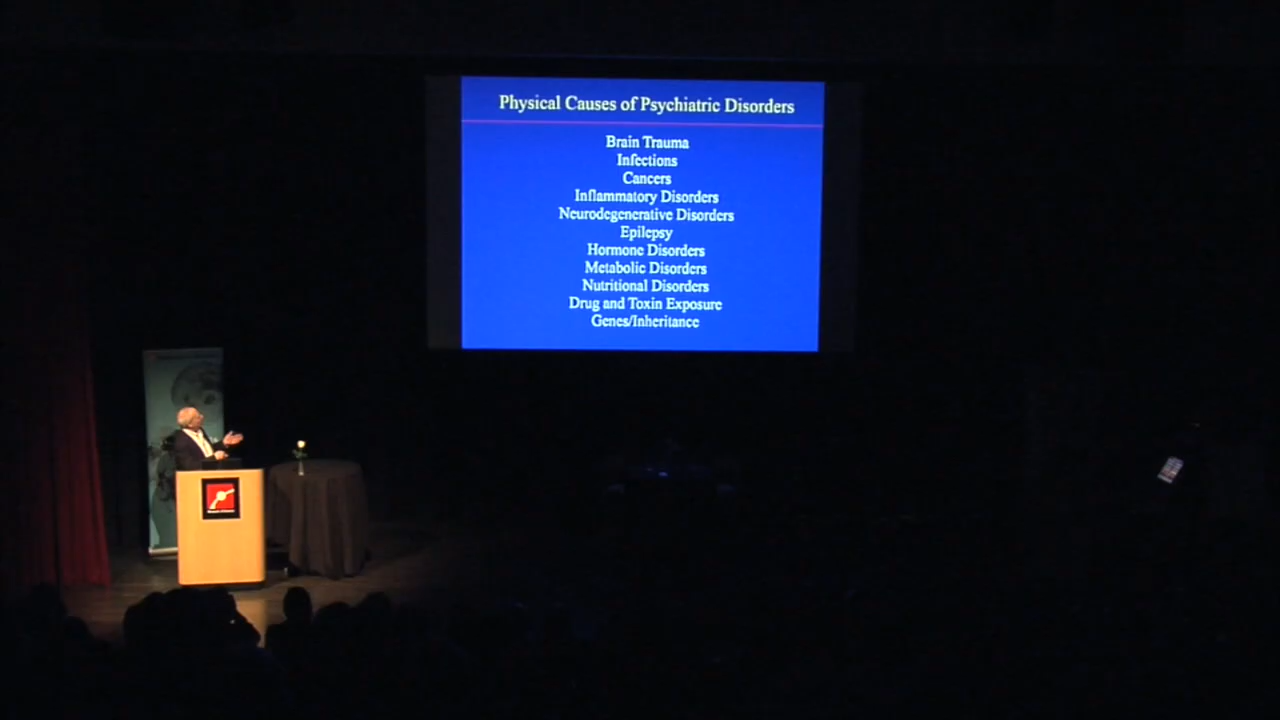 Physical Causes of Psychiatric Disorders
Brain Trauma
Infections
Cancers
Inflammatory Disorders
Neurodegenerative Disorders
Epilepsy
Hormone Disorders
Metabolic Disorders
Nutritional Disorders
Drug and Toxin Exposure
Genes/Inheritance